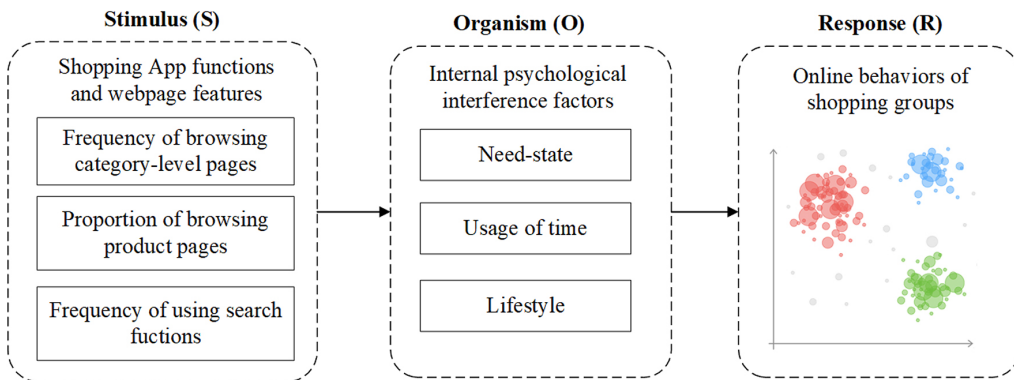 Stimulus (S)
Shopping App functions
and webpage features
Frequency of browsing
category-level pages
Proportion of browsing
product pages
Frequency of using search
fuctions
Organism (O)
Internal psychological
interference factors
Need-state
Usage of time
Lifestyle
Response (R)
Online behaviors of
shopping groups